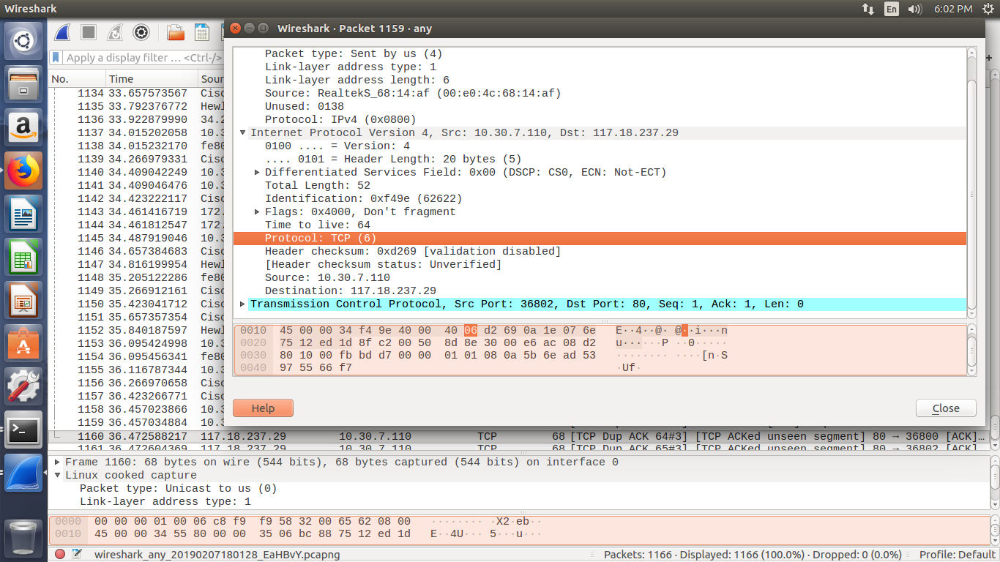 Wireshark
En
6:02 PM
Wireshark · Packet 1159 · any
Apply a display filter … <Ctrl-/>
No. Time Sour
1134 33.657573567 Cisc
1135 33.792376772 Hewl
1136 33.922879990 34.2
1137 34.015202058 10.3
1138 34.015232170 fe80
1139 34.266979331 Cisc
1140 34.409042249 10.3
1141 34.409046476 10.3
1142 34.423222117 Cisc
1143 34.461416719 172.
1144 34.461812547 172.
1145 34.487919046 10.3
1146 34.657384683 Cisc
1147 34.816199954 Hewl
1148 35.205122286 fe80
1149 35.266912161 Cisc
1150 35.423041712 Cisc
1151 35.657357354 Cisc
1152 35.840187597 Hewl
1153 36.095424998 10.3
1154 36.095456341 fe80
1155 36.116787344 10.3
1156 36.266970658 Cisc
1157 36.423266771 Cisc
1158 36.457023866 10.3
1159 36.457034884 10.3
Packet type: Sent by us (4)
Link-layer address type: 1
Link-layer address length: 6
Source: RealtekS_68:14:af (00:e0:4c:68:14:af)
Unused: 0138
Protocol: IPv4 (0x0800)
Internet Protocol Version 4, Src: 10.30.7.110, Dst: 117.18.237.29
0100 .... = Version: 4
.... 0101 = Header Length: 20 bytes (5)
Differentiated Services Field: 0x00 (DSCP: CS0, ECN: Not-ECT)
Total Length: 52
Identification: 0xf49e (62622)
Flags: 0x4000, Don't fragment
Time to live: 64
Protocol: TCP (6)
Header checksum: 0xd269 [validation disabled]
[Header checksum status: Unverified]
Source: 10.30.7.110
Destination: 117.18.237.29
Transmission Control Protocol, Src Port: 36802, Dst Port: 80, Seq: 1, Ack: 1, Len: 0
0010 45 00 00 34 f4 9e 40 00 40 06 d2 69 0a 1e 07 6e E··4··@· @··i···n
0020 75 12 ed 1d 8f c2 00 50 8d 8e 30 00 e6 ac 08 d2 u······P ··0·····
0030 80 10 00 fb bd d7 00 00 01 01 08 0a 5b 6e ad 53 ········ ····[n·S
0040 97 55 66 f7 ·Uf·
Help
Close
1160 36.472588217 117.18.237.29 10.30.7.110 TCP 68 [TCP Dup ACK 64#3] [TCP ACKed unseen segment] 80 → 36800 [ACK]…
1161 36.472604369 117.18.237.29 10.30.7.110 TCP 68 [TCP Dup ACK 65#3] [TCP ACKed unseen segment] 80 → 36802 [ACK]
Frame 1160: 68 bytes on wire (544 bits), 68 bytes captured (544 bits) on interface 0
Linux cooked capture
Packet type: Unicast to us (0)
Link-layer address type: 1
0000 00 00 00 01 00 06 c8 f9 f9 58 32 00 65 62 08 00 ········ ·X2·eb··
0010 45 00 00 34 55 80 00 00 35 06 bc 88 75 12 ed 1d E··4U··· 5···u···
wireshark_any_20190207180128_EaHBvY.pcapng
Packets: 1166 · Displayed: 1166 (100.0%) · Dropped: 0 (0.0%)
Profile: Default